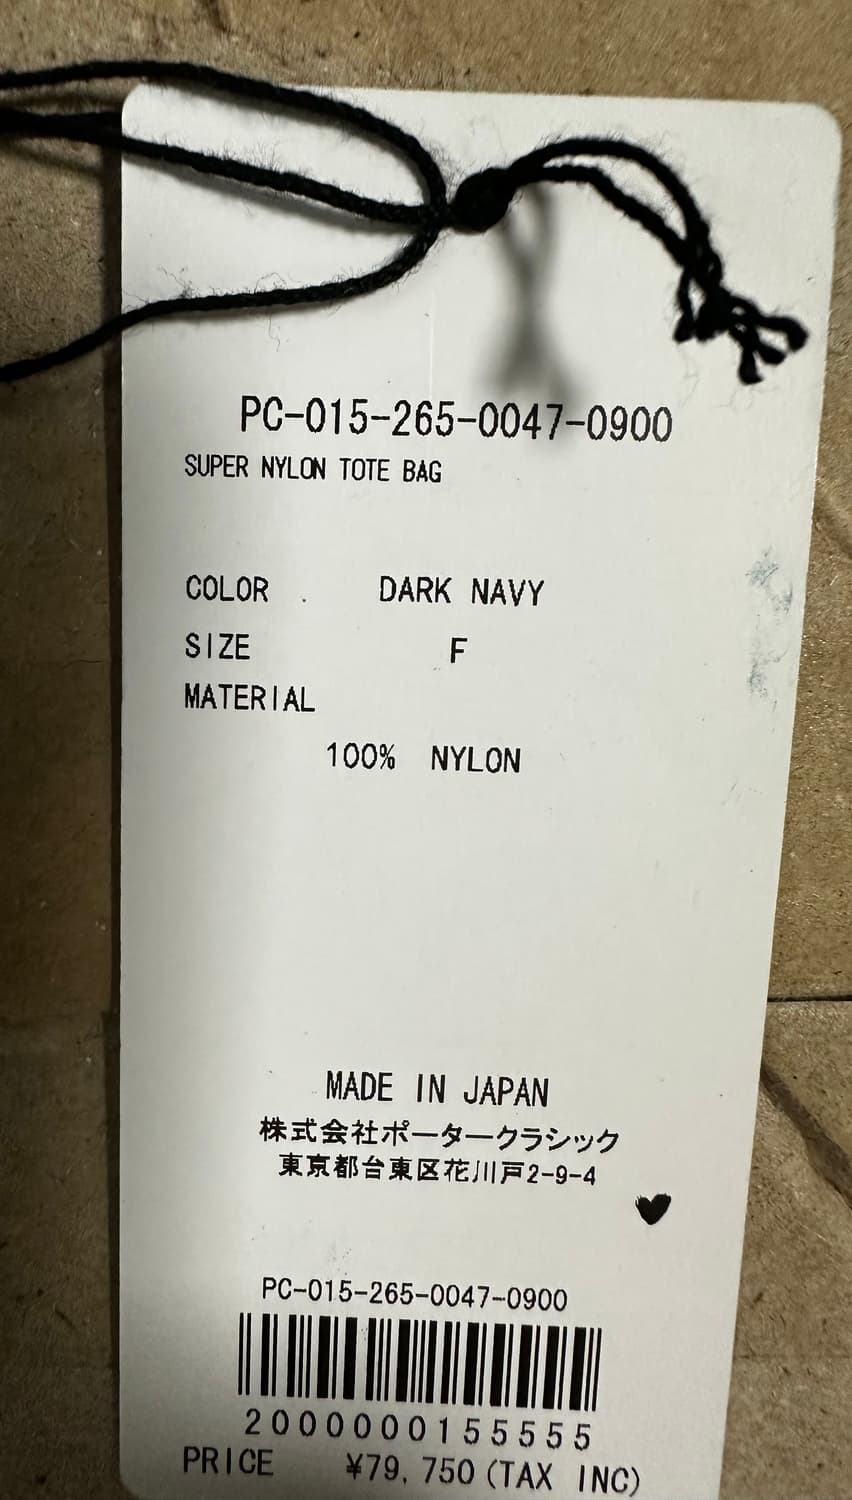 PC-015-265-0047-0900
SUPER NYLON TOTE BAG
COLOR . DARK NAVY
SIZE F
MATERIAL
100% NYLON
MADE IN JAPAN
株式会社ポータークラシック
東京都台東区花川戸2-9-4
PC-015-265-0047-0900
2000000155555
PRICE ¥79,750(TAX INC)